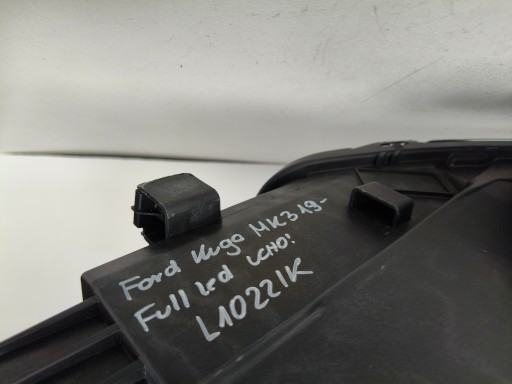 Ford Kuga MK3 19-
Full led UCHO!
L10221K